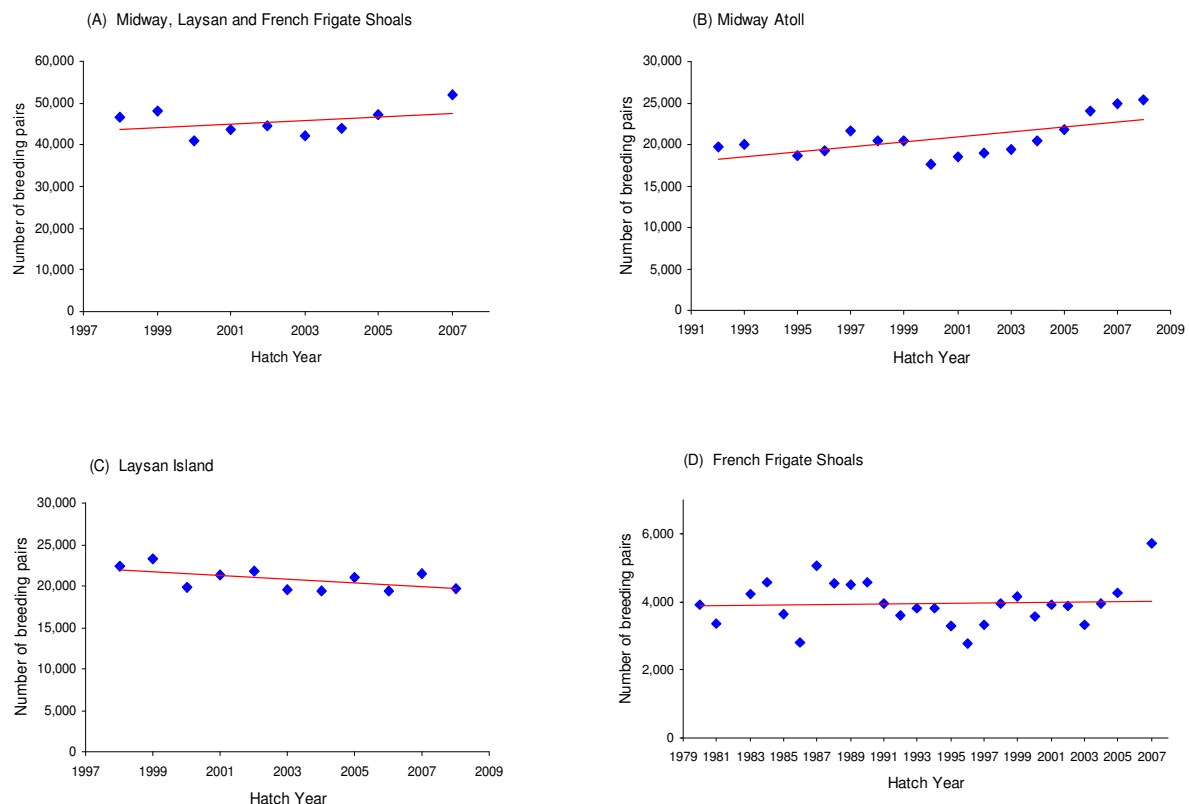 (A) Midway, Laysan and French Frigate Shoals
60,000
50,000
40,000
30,000
20,000
10,000
0
Number of breeding pairs
1997 1999 2001 2003 2005 2007
Hatch Year
(B) Midway Atoll
30,000
25,000
20,000
15,000
10,000
5,000
0
Number of breeding pairs
1991 1993 1995 1997 1999 2001 2003 2005 2007 2009
Hatch Year
(C) Laysan Island
30,000
25,000
20,000
15,000
10,000
5,000
0
Number of breeding pairs
1997 1999 2001 2003 2005 2007 2009
Hatch Year
(D) French Frigate Shoals
6,000
4,000
2,000
0
Number of breeding pairs
1979 1981 1983 1985 1987 1989 1991 1993 1995 1997 1999 2001 2003 2005 2007
Hatch Year